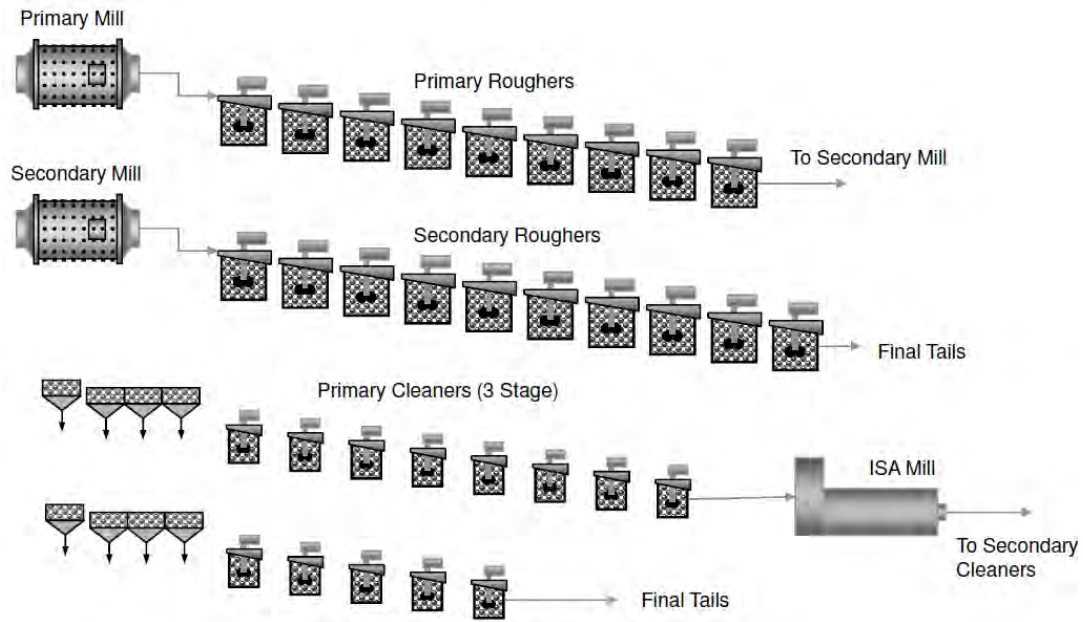 Primary Mill
Primary Roughers
To Secondary Mill
Secondary Mill
Secondary Roughers
Final Tails
Primary Cleaners (3 Stage)
ISA Mill
To Secondary
Cleaners
Final Tails